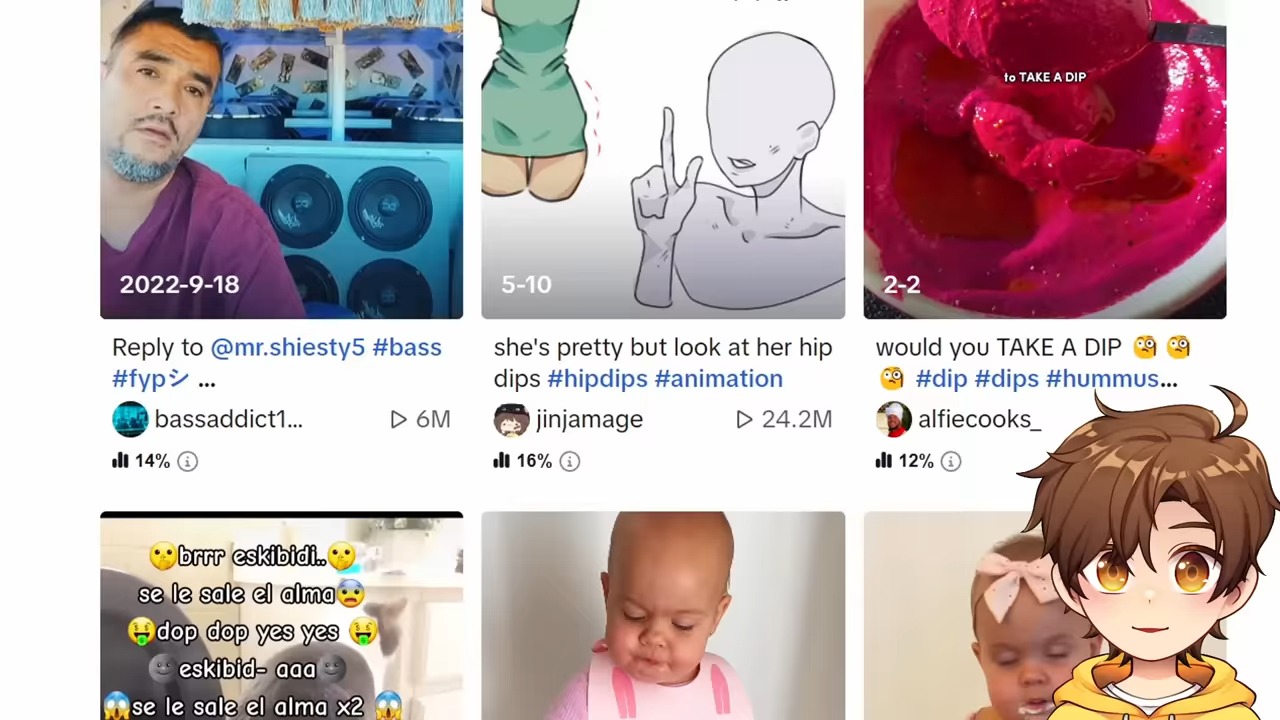 to TAKE A DIP
2022-9-18
5-10
2-2
Reply to @mr.shiesty5 #bass
#fypシ ...
she's pretty but look at her hip
dips #hipdips #animation
would you TAKE A DIP 🧐 🧐
🧐 #dip #dips #hummus...
bassaddict1...
6M
jinjamage
24.2M
alfiecooks_
14%
16%
12%
🤫brrr eskibidi..🤫
se le sale el alma😨
🤑dop dop yes yes 🤑
🌚eskibid- aaa🌚
😱se le sale el alma x2 😱